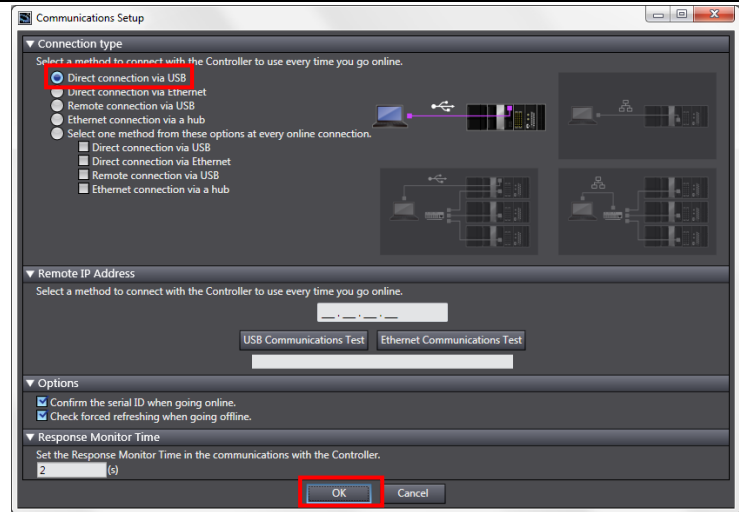 Communications Setup
▼ Connection type
Select a method to connect with the Controller to use every time you go online.
Direct connection via USB
Direct connection via Ethernet
Remote connection via USB
Ethernet connection via a hub
Select one method from these options at every online connection.
Direct connection via USB
Direct connection via Ethernet
Remote connection via USB
Ethernet connection via a hub
▼ Remote IP Address
Select a method to connect with the Controller to use every time you go online.
__.__.__.__
USB Communications Test Ethernet Communications Test
▼ Options
Confirm the serial ID when going online.
Check forced refreshing when going offline.
▼ Response Monitor Time
Set the Response Monitor Time in the communications with the Controller.
2 (s)
OK Cancel